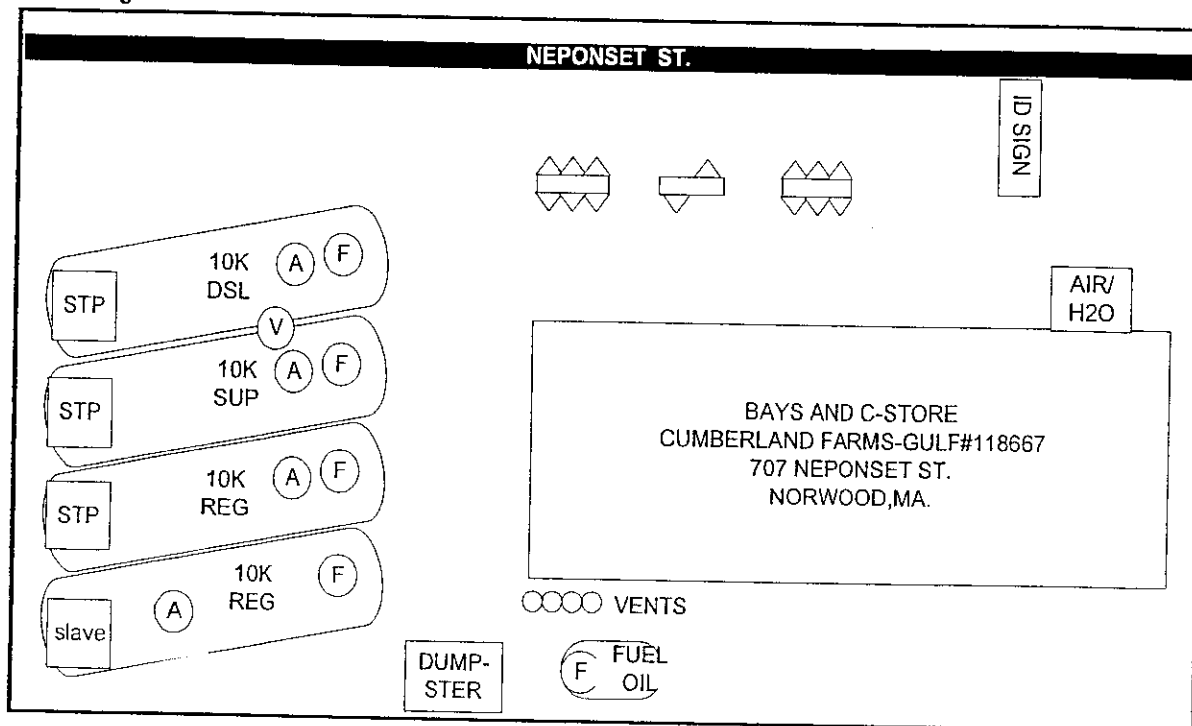 NEPONSET ST.
ID SIGN
10K
DSL
A
F
STP
V
AIR/
H2O
10K
SUP
A
F
STP
BAYS AND C-STORE
CUMBERLAND FARMS-GULF#118667
707 NEPONSET ST.
NORWOOD,MA.
10K
REG
A
F
STP
10K
REG
A
F
slave
VENTS
DUMP-
STER
F
FUEL
OIL